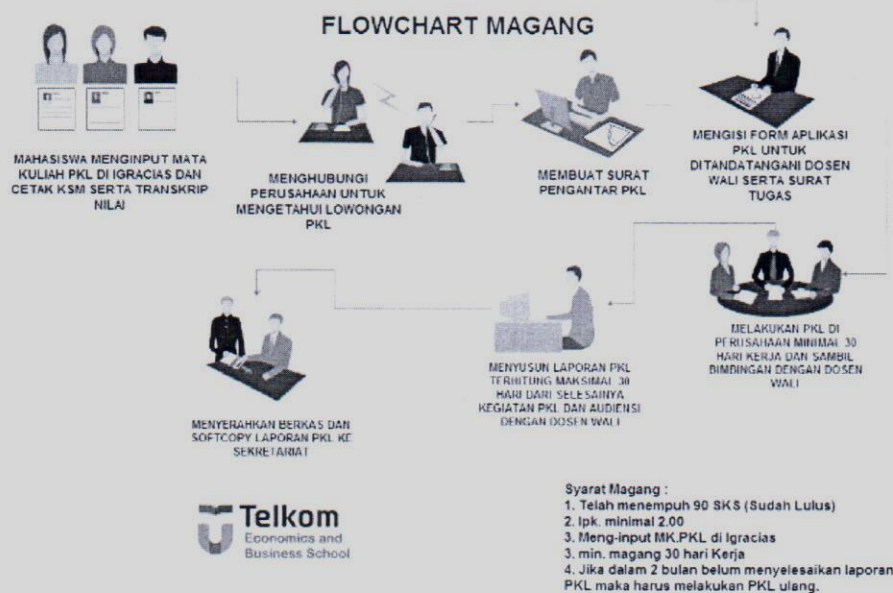 FLOWCHART MAGANG
MAHASISWA MENGINPUT MATA
KULIAH PKL DI IGRACIAS DAN
CETAK KSM SERTA TRANSKRIP
NILAI
MENGHUBUNGI
PERUSAHAAN UNTUK
MENGETAHUI LOWONGAN
PKL
MEMBUAT SURAT
PENGANTAR PKL
MENGISI FORM APLIKASI
PKL UNTUK
DITANDATANGANI DOSEN
WALI SERTA SURAT
TUGAS
MELAKUKAN PKL DI
PERUSAHAAN MINIMAL 30
HARI KERJA DAN SAMBIL
BIMBINGAN DENGAN DOSEN
WALI
MENYUSUN LAPORAN PKL
TERHITUNG MAKSIMAL 30
HARI DARI SELESAINYA
KEGIATAN PKL DAN AUDIENSI
DENGAN DOSEN WALI
MENYERAHKAN BERKAS DAN
SOFTCOPY LAPORAN PKL KE
SEKRETARIAT
Telkom
Economics and
Business School
Syarat Magang :
1. Telah menempuh 90 SKS (Sudah Lulus)
2. Ipk. minimal 2.00
3. Meng-input MK.PKL di Igracias
3. min. magang 30 hari Kerja
4. Jika dalam 2 bulan belum menyelesaikan laporan
PKL maka harus melakukan PKL ulang.